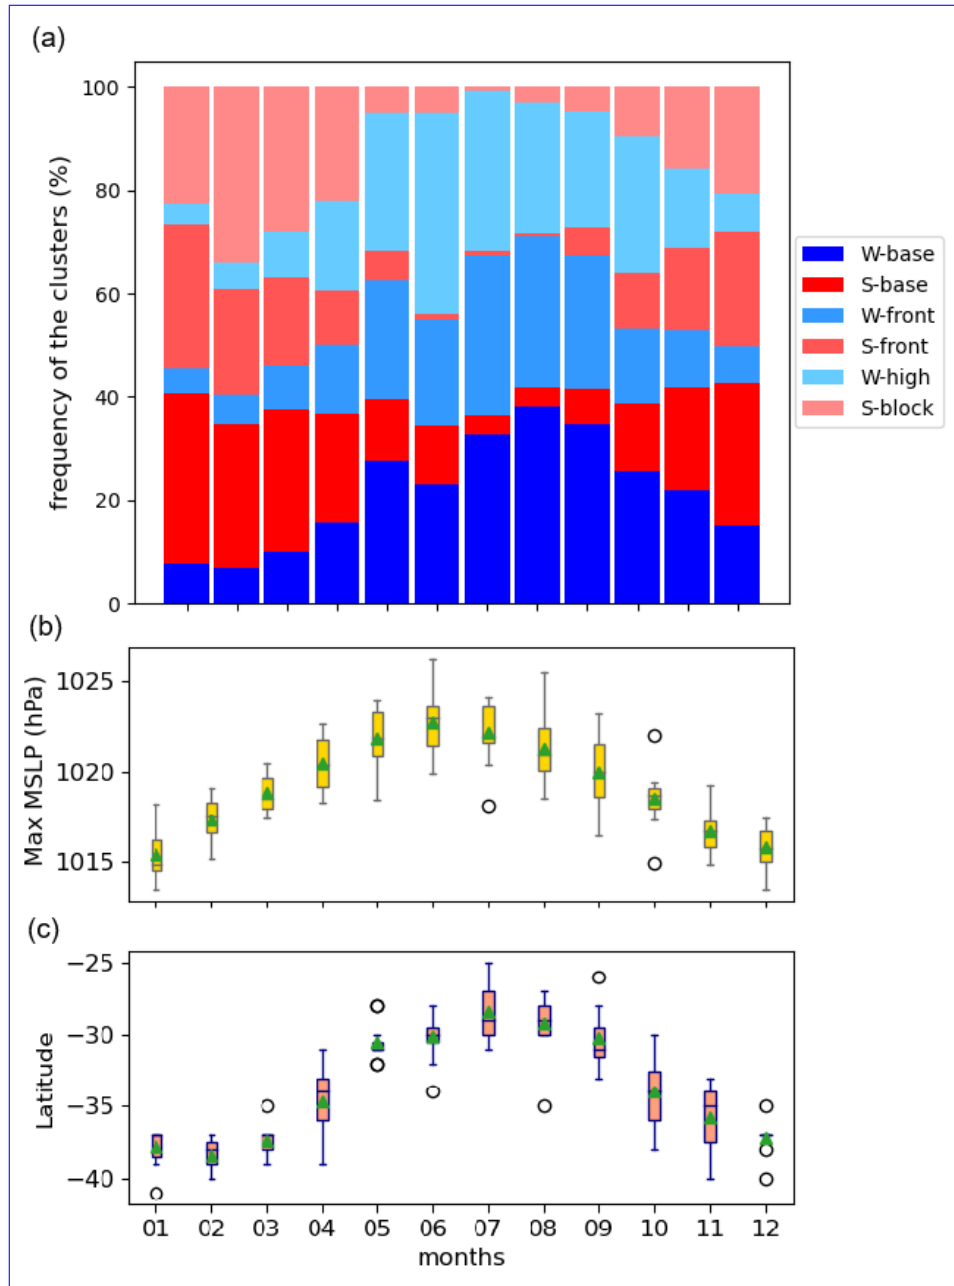 (a)
frequency of the clusters (%)
100
80
60
40
20
0
W-base
S-base
W-front
S-front
W-high
S-block
(b)
Max MSLP (hPa)
1025
1020
1015
(c)
Latitude
−25
−30
−35
−40
01 02 03 04 05 06 07 08 09 10 11 12
months